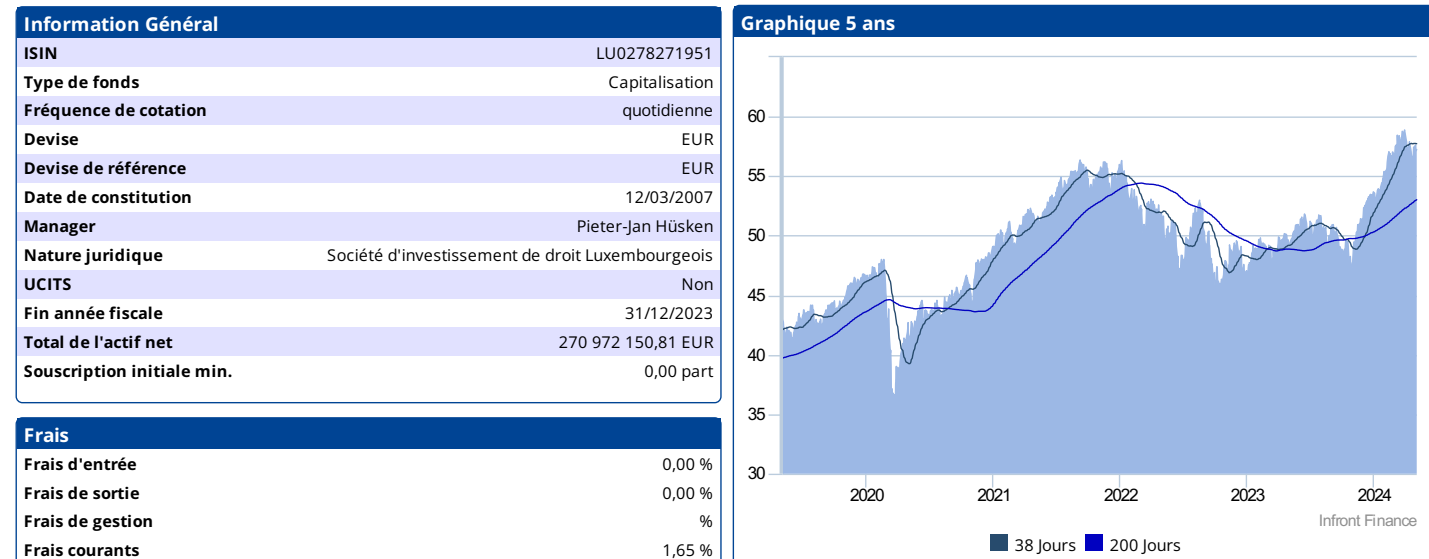 Information Général
ISIN LU0278271951
Type de fonds Capitalisation
Fréquence de cotation quotidienne
Devise EUR
Devise de référence EUR
Date de constitution 12/03/2007
Manager Pieter-Jan Hüsken
Nature juridique Société d'investissement de droit Luxembourgeois
UCITS Non
Fin année fiscale 31/12/2023
Total de l'actif net 270 972 150,81 EUR
Souscription initiale min. 0,00 part
Frais
Frais d'entrée 0,00 %
Frais de sortie 0,00 %
Frais de gestion %
Frais courants 1,65 %
Graphique 5 ans
60
55
50
45
40
35
30
2020 2021 2022 2023 2024
Infront Finance
38 Jours 200 Jours